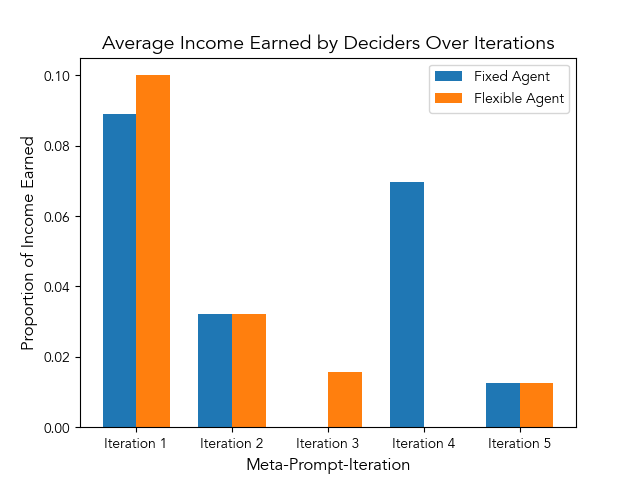 Average Income Earned by Deciders Over Iterations
Fixed Agent
Flexible Agent
Proportion of Income Earned
0.10
0.08
0.06
0.04
0.02
0.00
Iteration 1
Iteration 2
Iteration 3
Iteration 4
Iteration 5
Meta-Prompt-Iteration